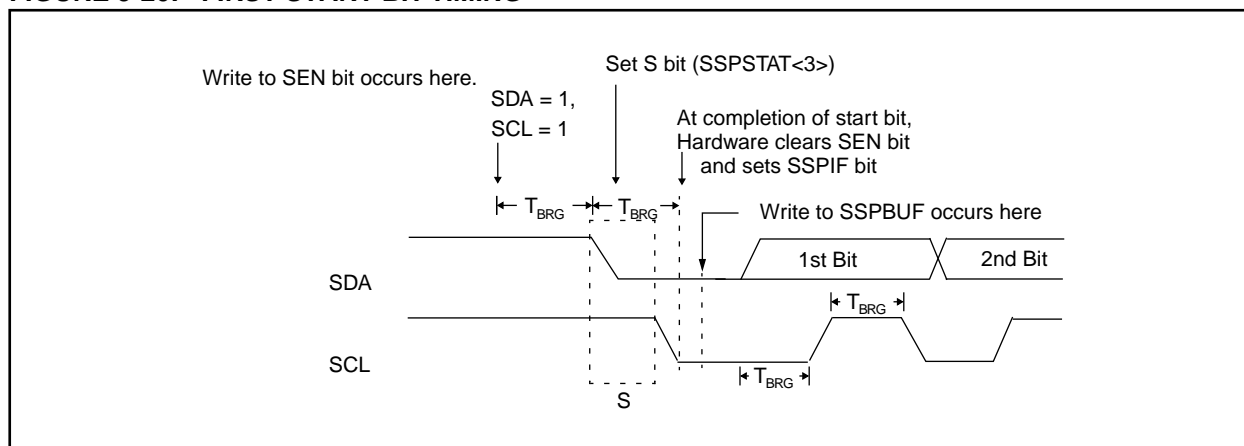 Write to SEN bit occurs here.
Set S bit (SSPSTAT<3>)
SDA = 1,
SCL = 1
At completion of start bit,
Hardware clears SEN bit
and sets SSPIF bit
TBRG
TBRG
Write to SSPBUF occurs here
SDA
1st Bit
2nd Bit
TBRG
SCL
TBRG
S